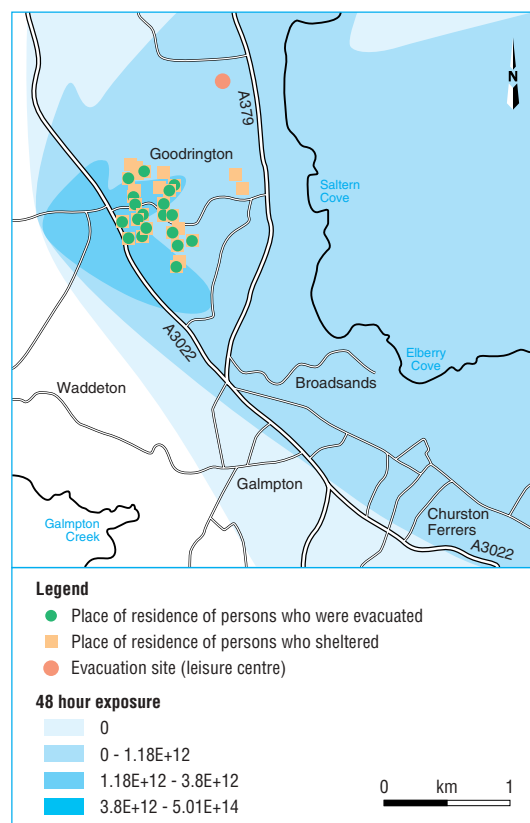 N
A379
Goodrington
Saltern
Cove
A3022
Elberry
Cove
Waddeton
Broadsands
Galmpton
Galmpton
Creek
Churston
Ferrers
A3022
Legend
Place of residence of persons who were evacuated
Place of residence of persons who sheltered
Evacuation site (leisure centre)
48 hour exposure
0
0 - 1.18E+12
1.18E+12 - 3.8E+12
3.8E+12 - 5.01E+14
0 km 1